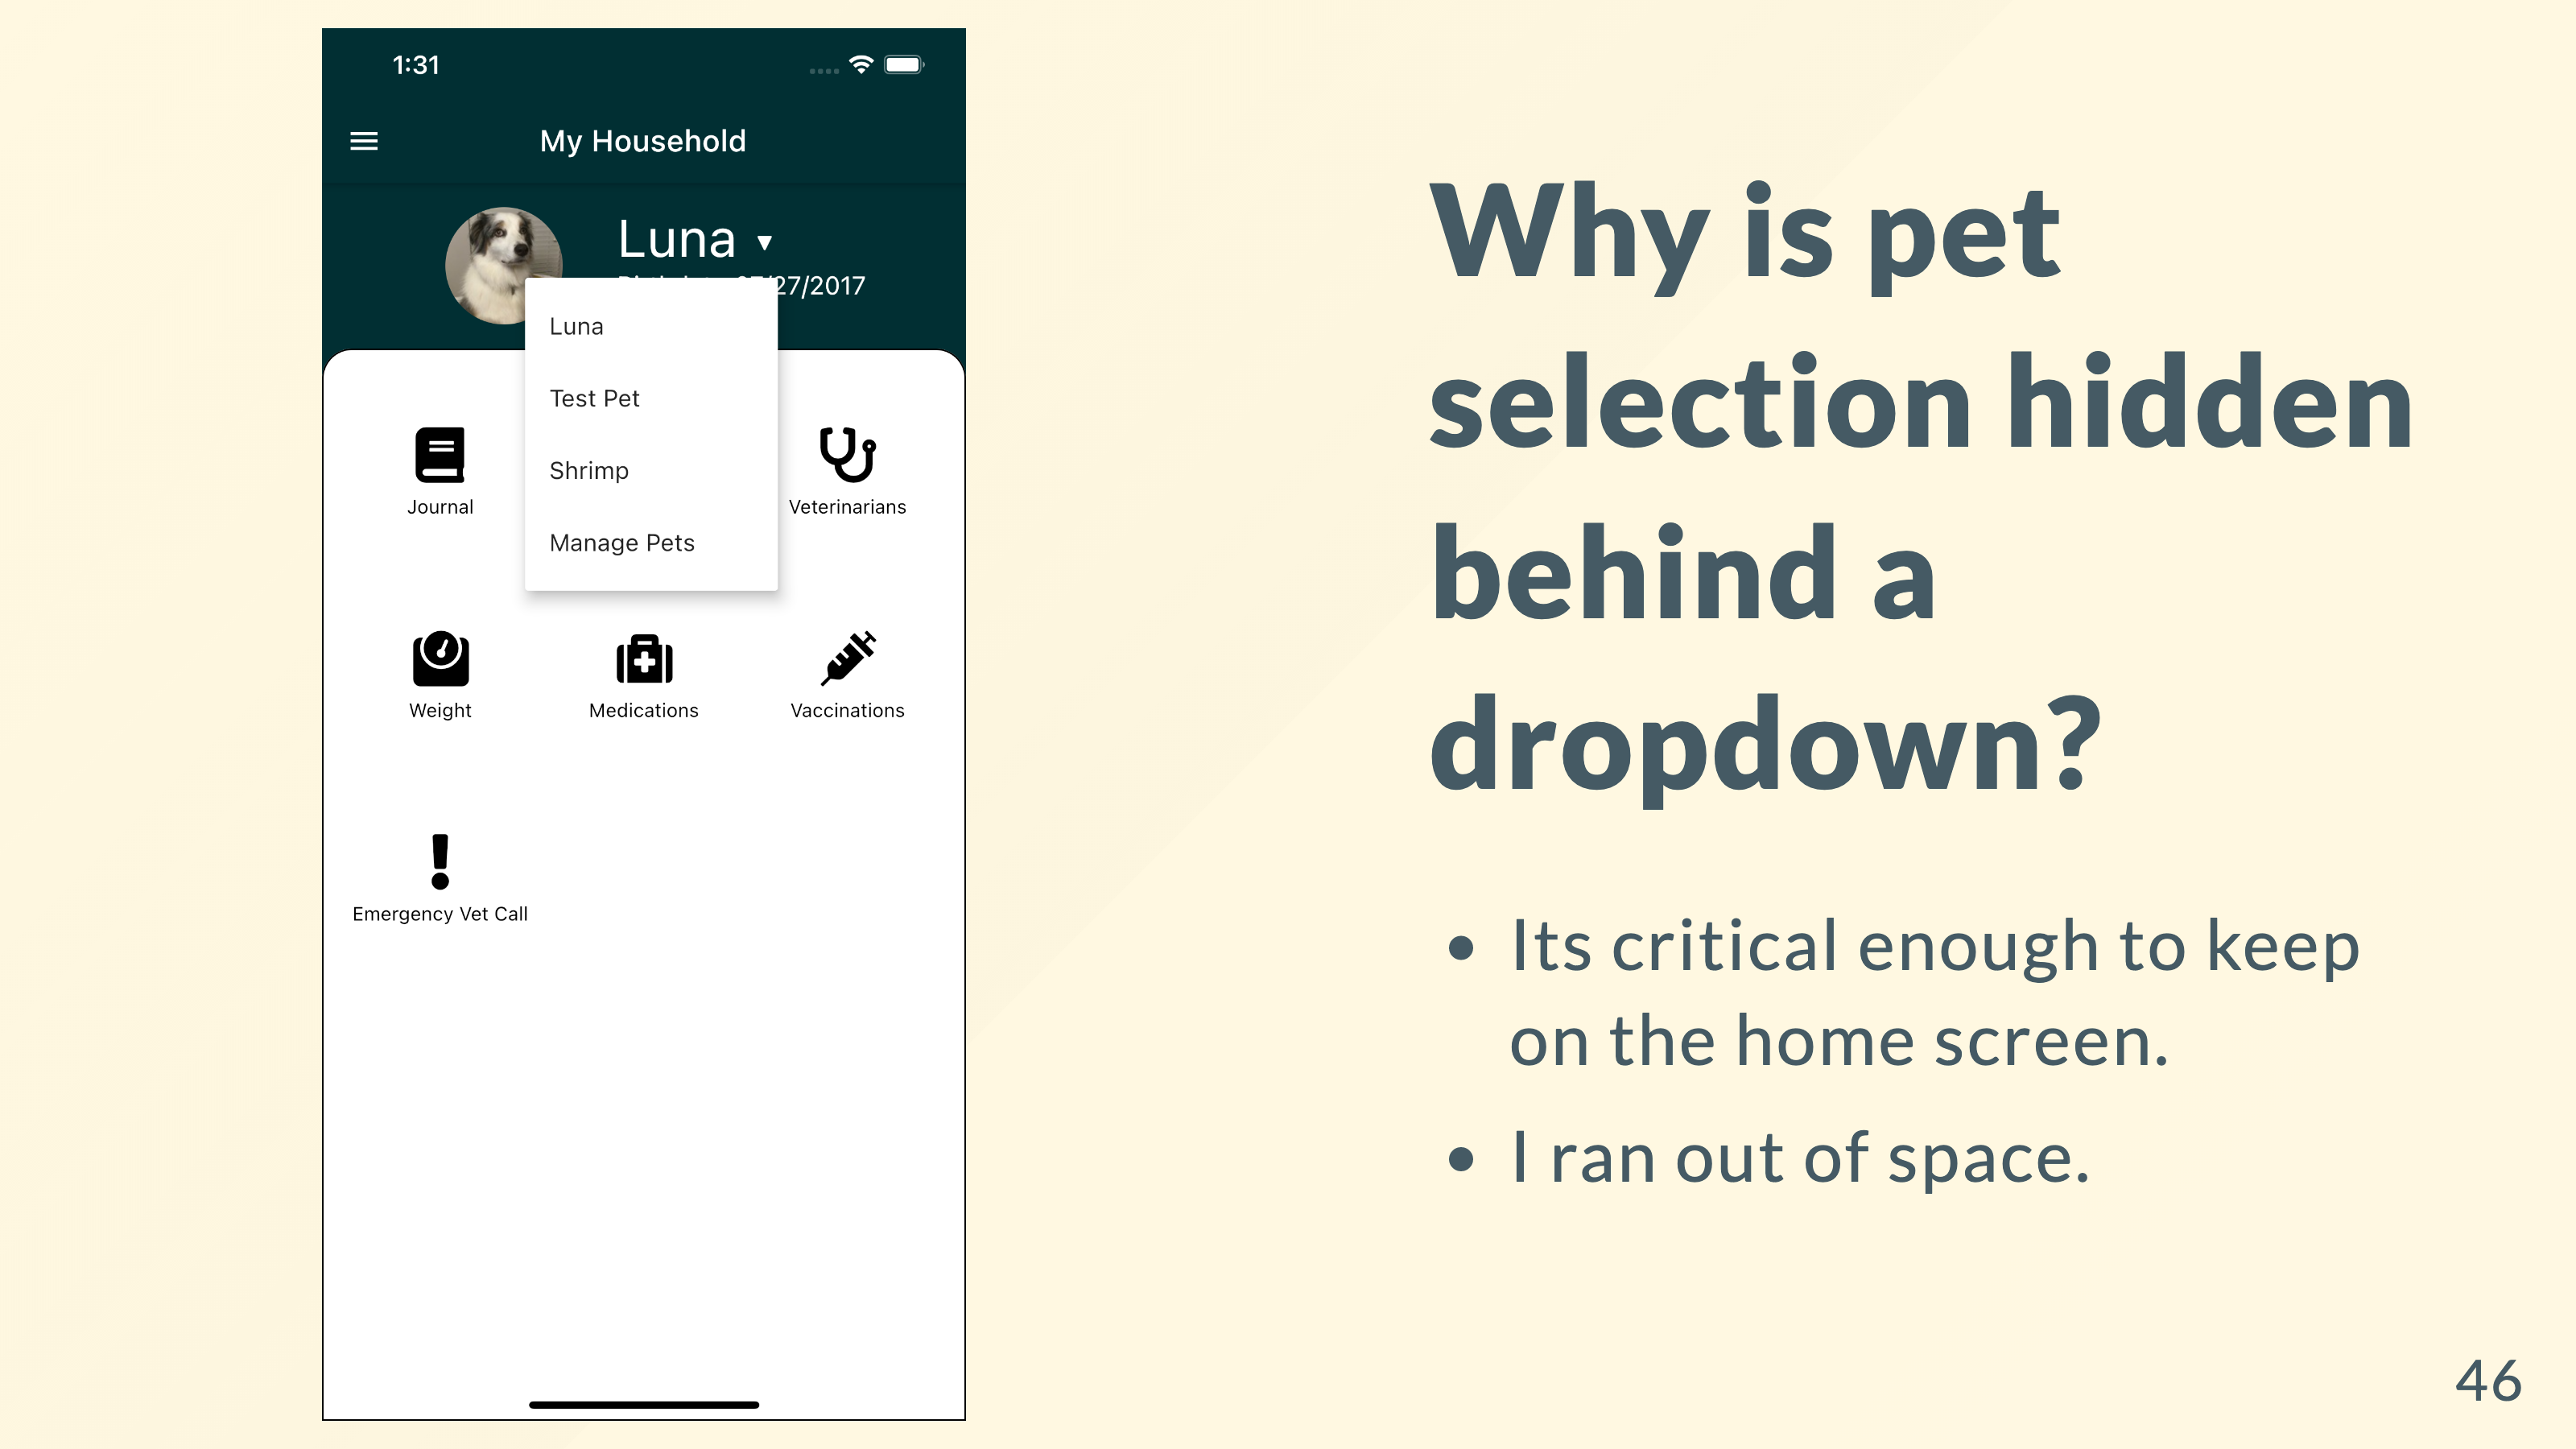 1:31
My Household
Luna
27/2017
Luna
Test Pet
Shrimp
Manage Pets
Journal
Veterinarians
Weight
Medications
Vaccinations
Emergency Vet Call
Why is pet
selection hidden
behind a
dropdown?
Its critical enough to keep
on the home screen.
I ran out of space.
46